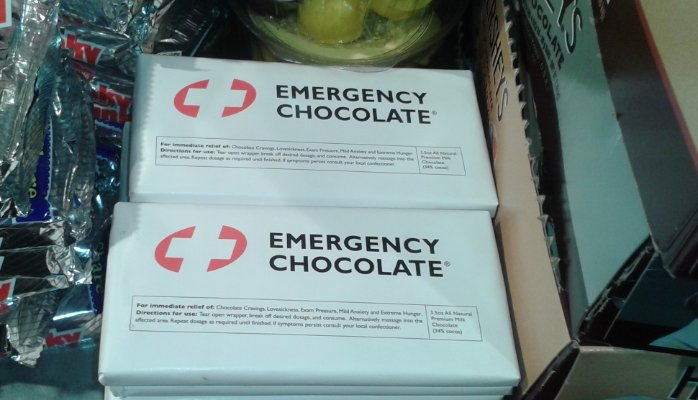 EMERGENCY
CHOCOLATE®
For immediate relief of: Chocolate Cravings, Lovesickness, Exam Pressure, Mild Anxiety and Extreme Hunger.
Directions for use: Tear open wrapper, break off desired dosage, and consume. Alternatively massage into the
affected area. Repeat dosage as required until finished. If symptoms persist consult your local confectioner.
3.5oz All Natural
Premium Milk
Chocolate
(34% cocoa)
EMERGENCY
CHOCOLATE®
For immediate relief of: Chocolate Cravings, Lovesickness, Exam Pressure, Mild Anxiety and Extreme Hunger.
Directions for use: Tear open wrapper, break off desired dosage, and consume. Alternatively massage into the
affected area. Repeat dosage as required until finished. If symptoms persist consult your local confectioner.
3.5oz All Natural
Premium Milk
Chocolate
(34% cocoa)
CHOCOLATE